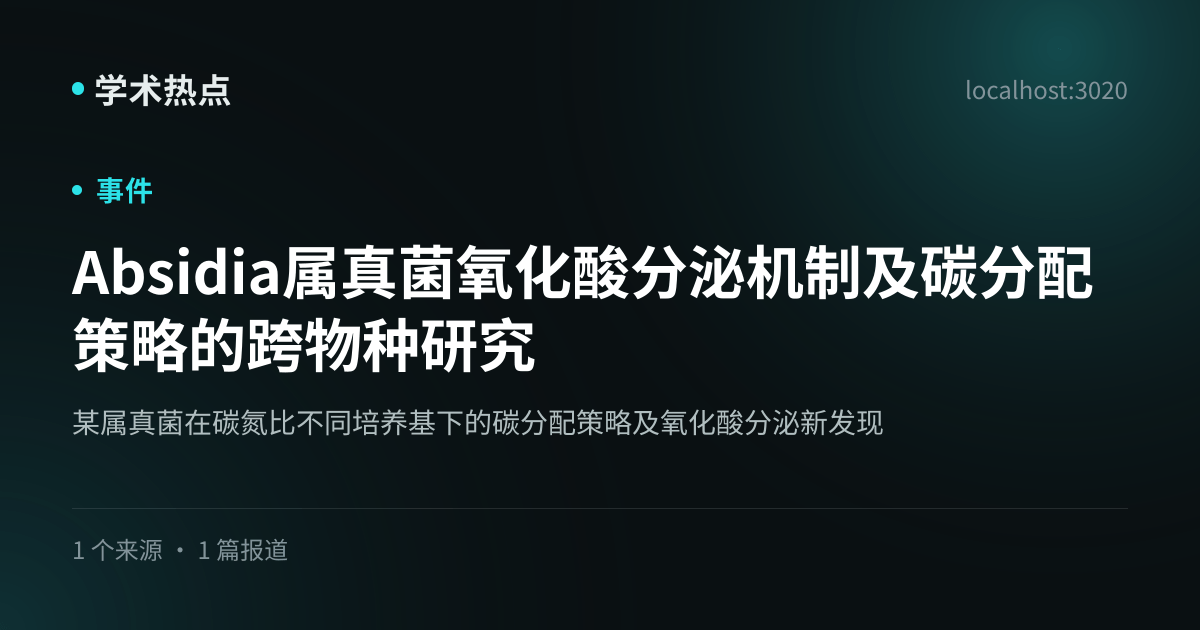 学术热点
localhost:3020
事件
Absidia属真菌氧化酸分泌机制及碳分配
策略的跨物种研究
某属真菌在碳氮比不同培养基下的碳分配策略及氧化酸分泌新发现
1 个来源 · 1 篇报道